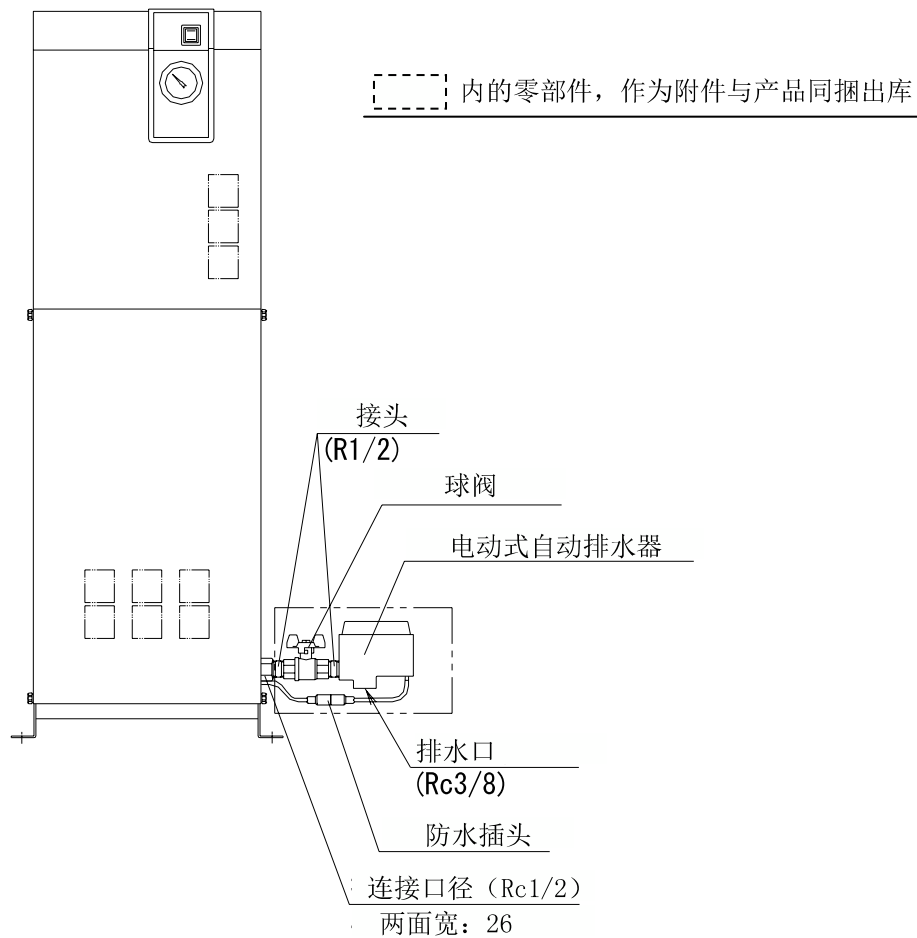 内的零部件，作为附件与产品同捆出库
接头
(R1/2)
球阀
电动式自动排水器
排水口
(Rc3/8)
防水插头
连接口径（Rc1/2）
两面宽：26